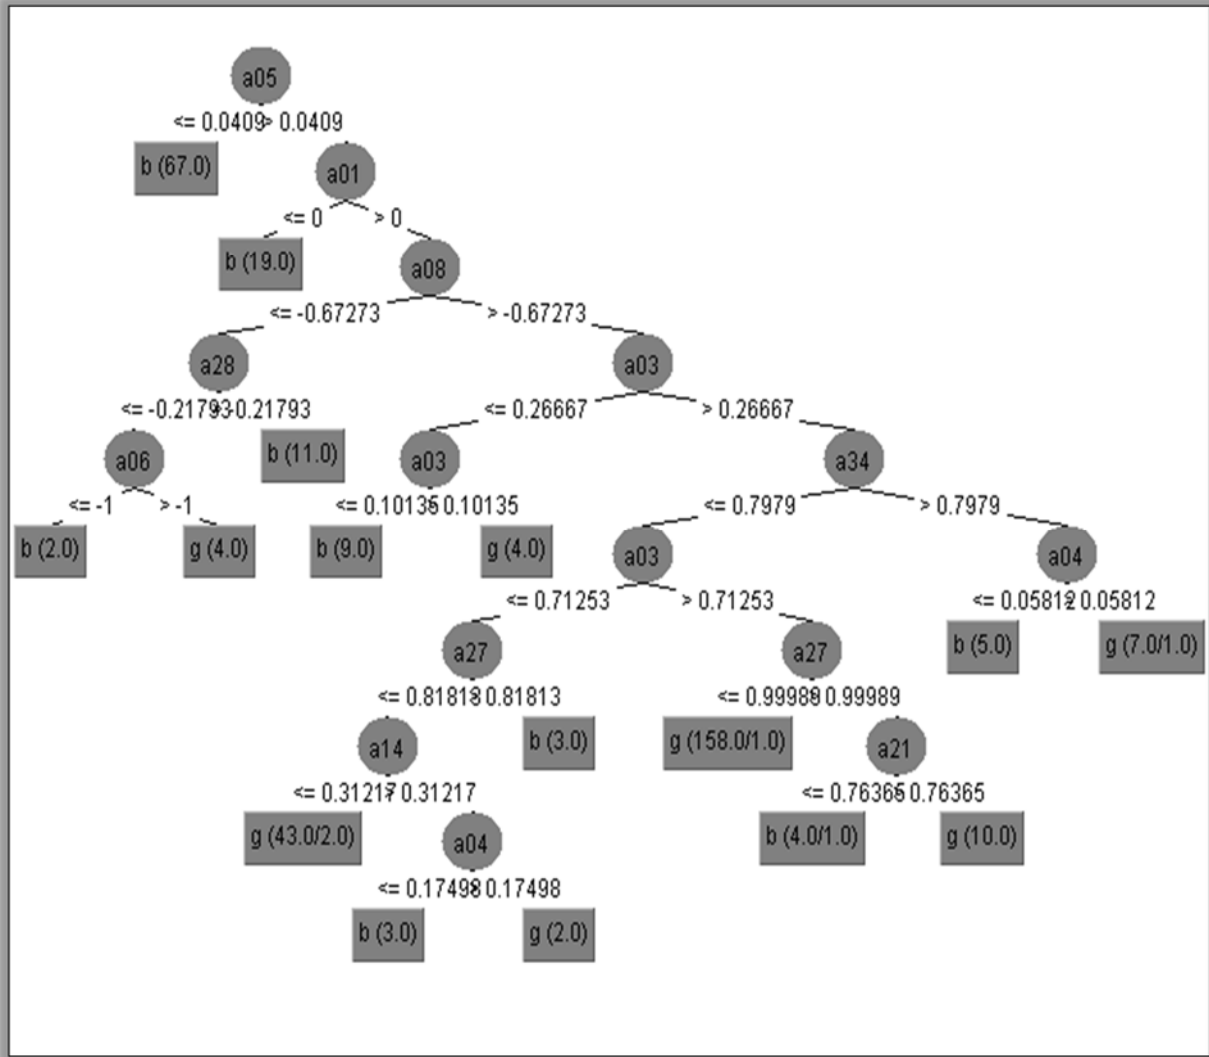 a05
<= 0.0409 > 0.0409
b (67.0) a01
<= 0 > 0
b (19.0) a08
<= -0.67273 > -0.67273
a28 a03
<= -0.21793 > -0.21793 <= 0.26667 > 0.26667
a06 b (11.0) a03 a34
<= -1 > -1 <= 0.10135 > 0.10135 <= 0.7979 > 0.7979
b (2.0) g (4.0) b (9.0) g (4.0) a03 a04
<= 0.71253 > 0.71253 <= 0.05812 > 0.05812
a27 a27 b (5.0) g (7.0/1.0)
<= 0.81813 > 0.81813 <= 0.99989 > 0.99989
a14 b (3.0) g (158.0/1.0) a21
<= 0.31217 > 0.31217 <= 0.76365 > 0.76365
g (43.0/2.0) a04 b (4.0/1.0) g (10.0)
<= 0.17498 > 0.17498
b (3.0) g (2.0)